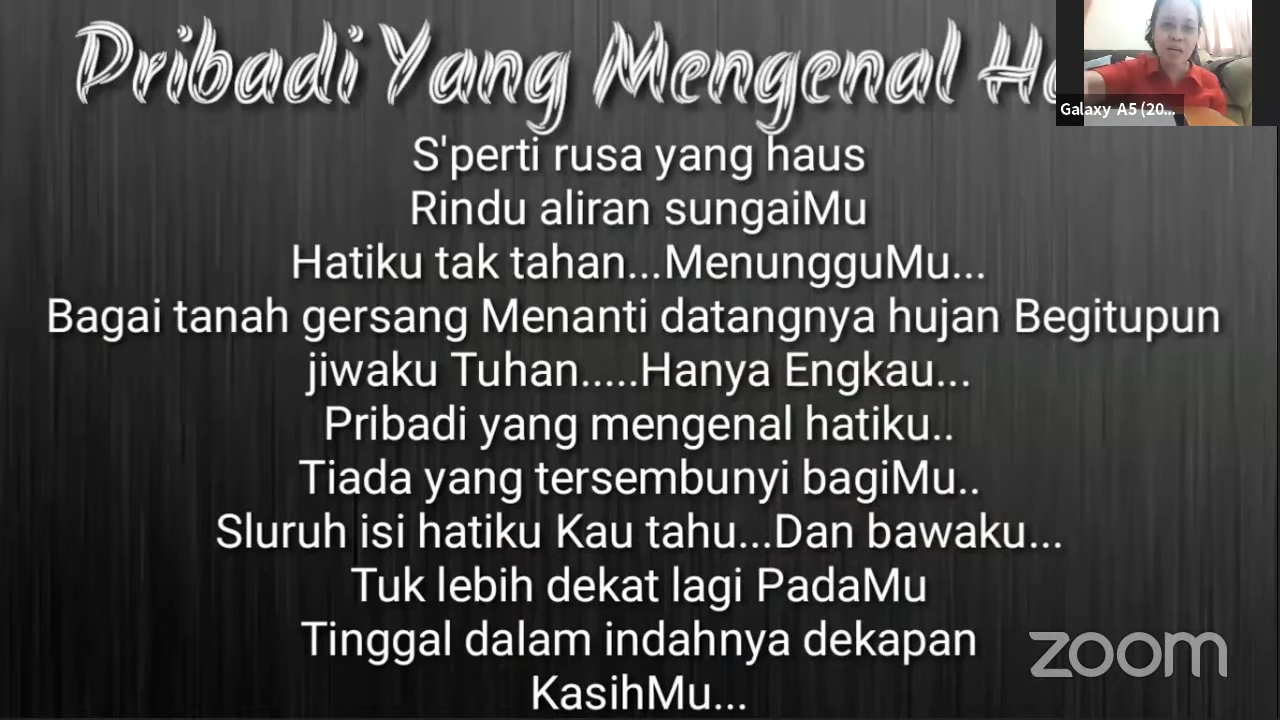 Pribadi Yang Mengenal
Galaxy A5 (20...
S'perti rusa yang haus
Rindu aliran sungaiMu
Hatiku tak tahan...MenungguMu...
Bagai tanah gersang Menanti datangnya hujan Begitupun
jiwaku Tuhan.....Hanya Engkau...
Pribadi yang mengenal hatiku..
Tiada yang tersembunyi bagiMu..
Sluruh isi hatiku Kau tahu...Dan bawaku...
Tuk lebih dekat lagi PadaMu
Tinggal dalam indahnya dekapan
KasihMu...
zoom